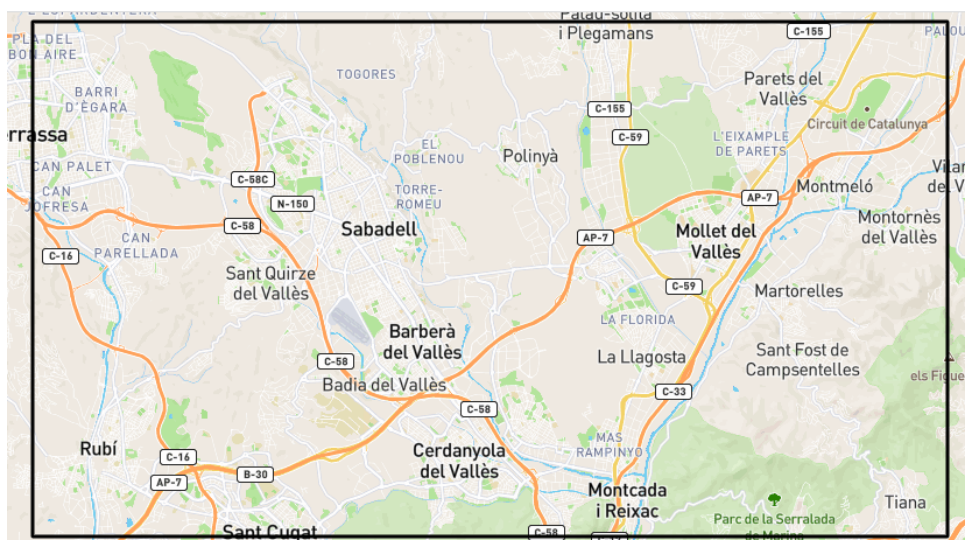 Palau-solità
i Plegamans
C-155
PLA DEL
BON AIRE
TOGORES
Parets del
Vallès
BARRI
D'ÈGARA
C-155
Circuit de Catalunya
C-59
L'EIXAMPLE
DE PARETS
EL
POBLENOU
Polinyà
CAN PALET
C-58C
Montmeló
CAN
JOFRESA
N-150
TORRE-
ROMEU
AP-7
Montornès
del Vallès
C-58
Sabadell
AP-7
Mollet del
Vallès
CAN
PARELLADA
C-16
Sant Quirze
del Vallès
C-59
Martorelles
LA FLORIDA
Barberà
del Vallès
La Llagosta
Sant Fost de
Campsentelles
C-58
els Figue
Badia del Vallès
C-33
C-58
Rubí
MAS
RAMPINYO
Cerdanyola
del Vallès
C-16
B-30
AP-7
Montcada
i Reixac
Tiana
Parc de la Serralada
de Marina
Sant Cugat
C-58